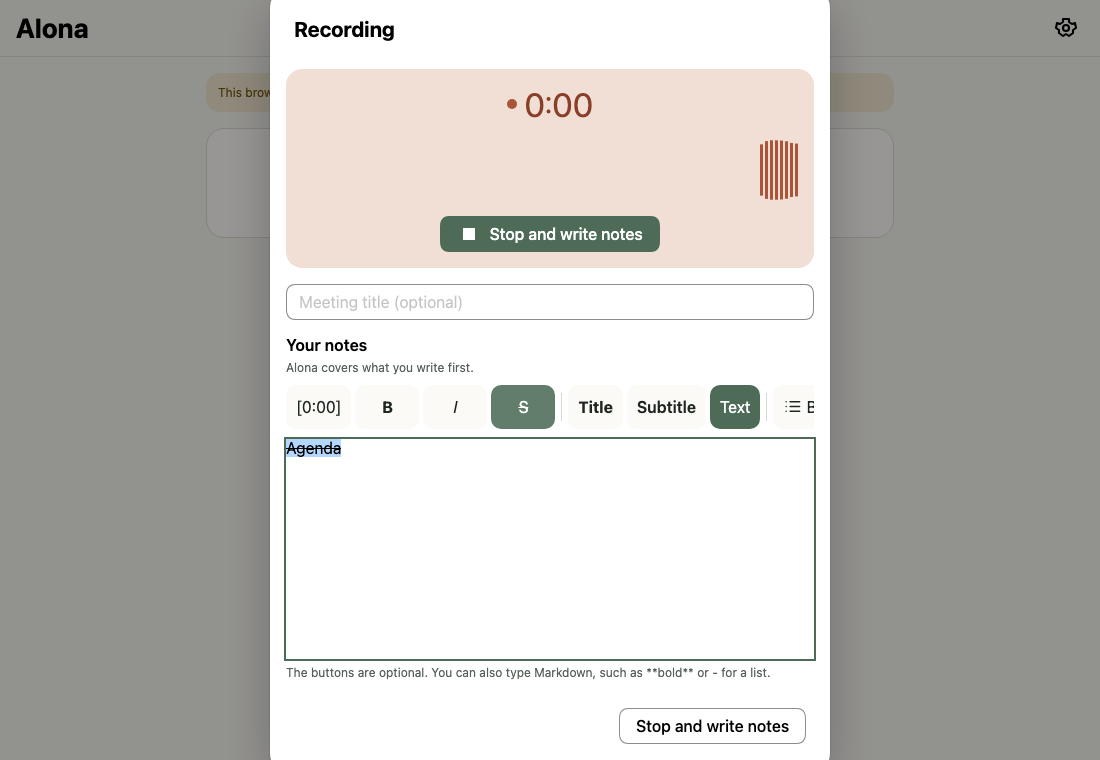 Alona
Recording
This brow
0:00
Stop and write notes
Meeting title (optional)
Your notes
Alona covers what you write first.
[0:00] B I S Title Subtitle Text B
Agenda
The buttons are optional. You can also type Markdown, such as **bold** or - for a list.
Stop and write notes